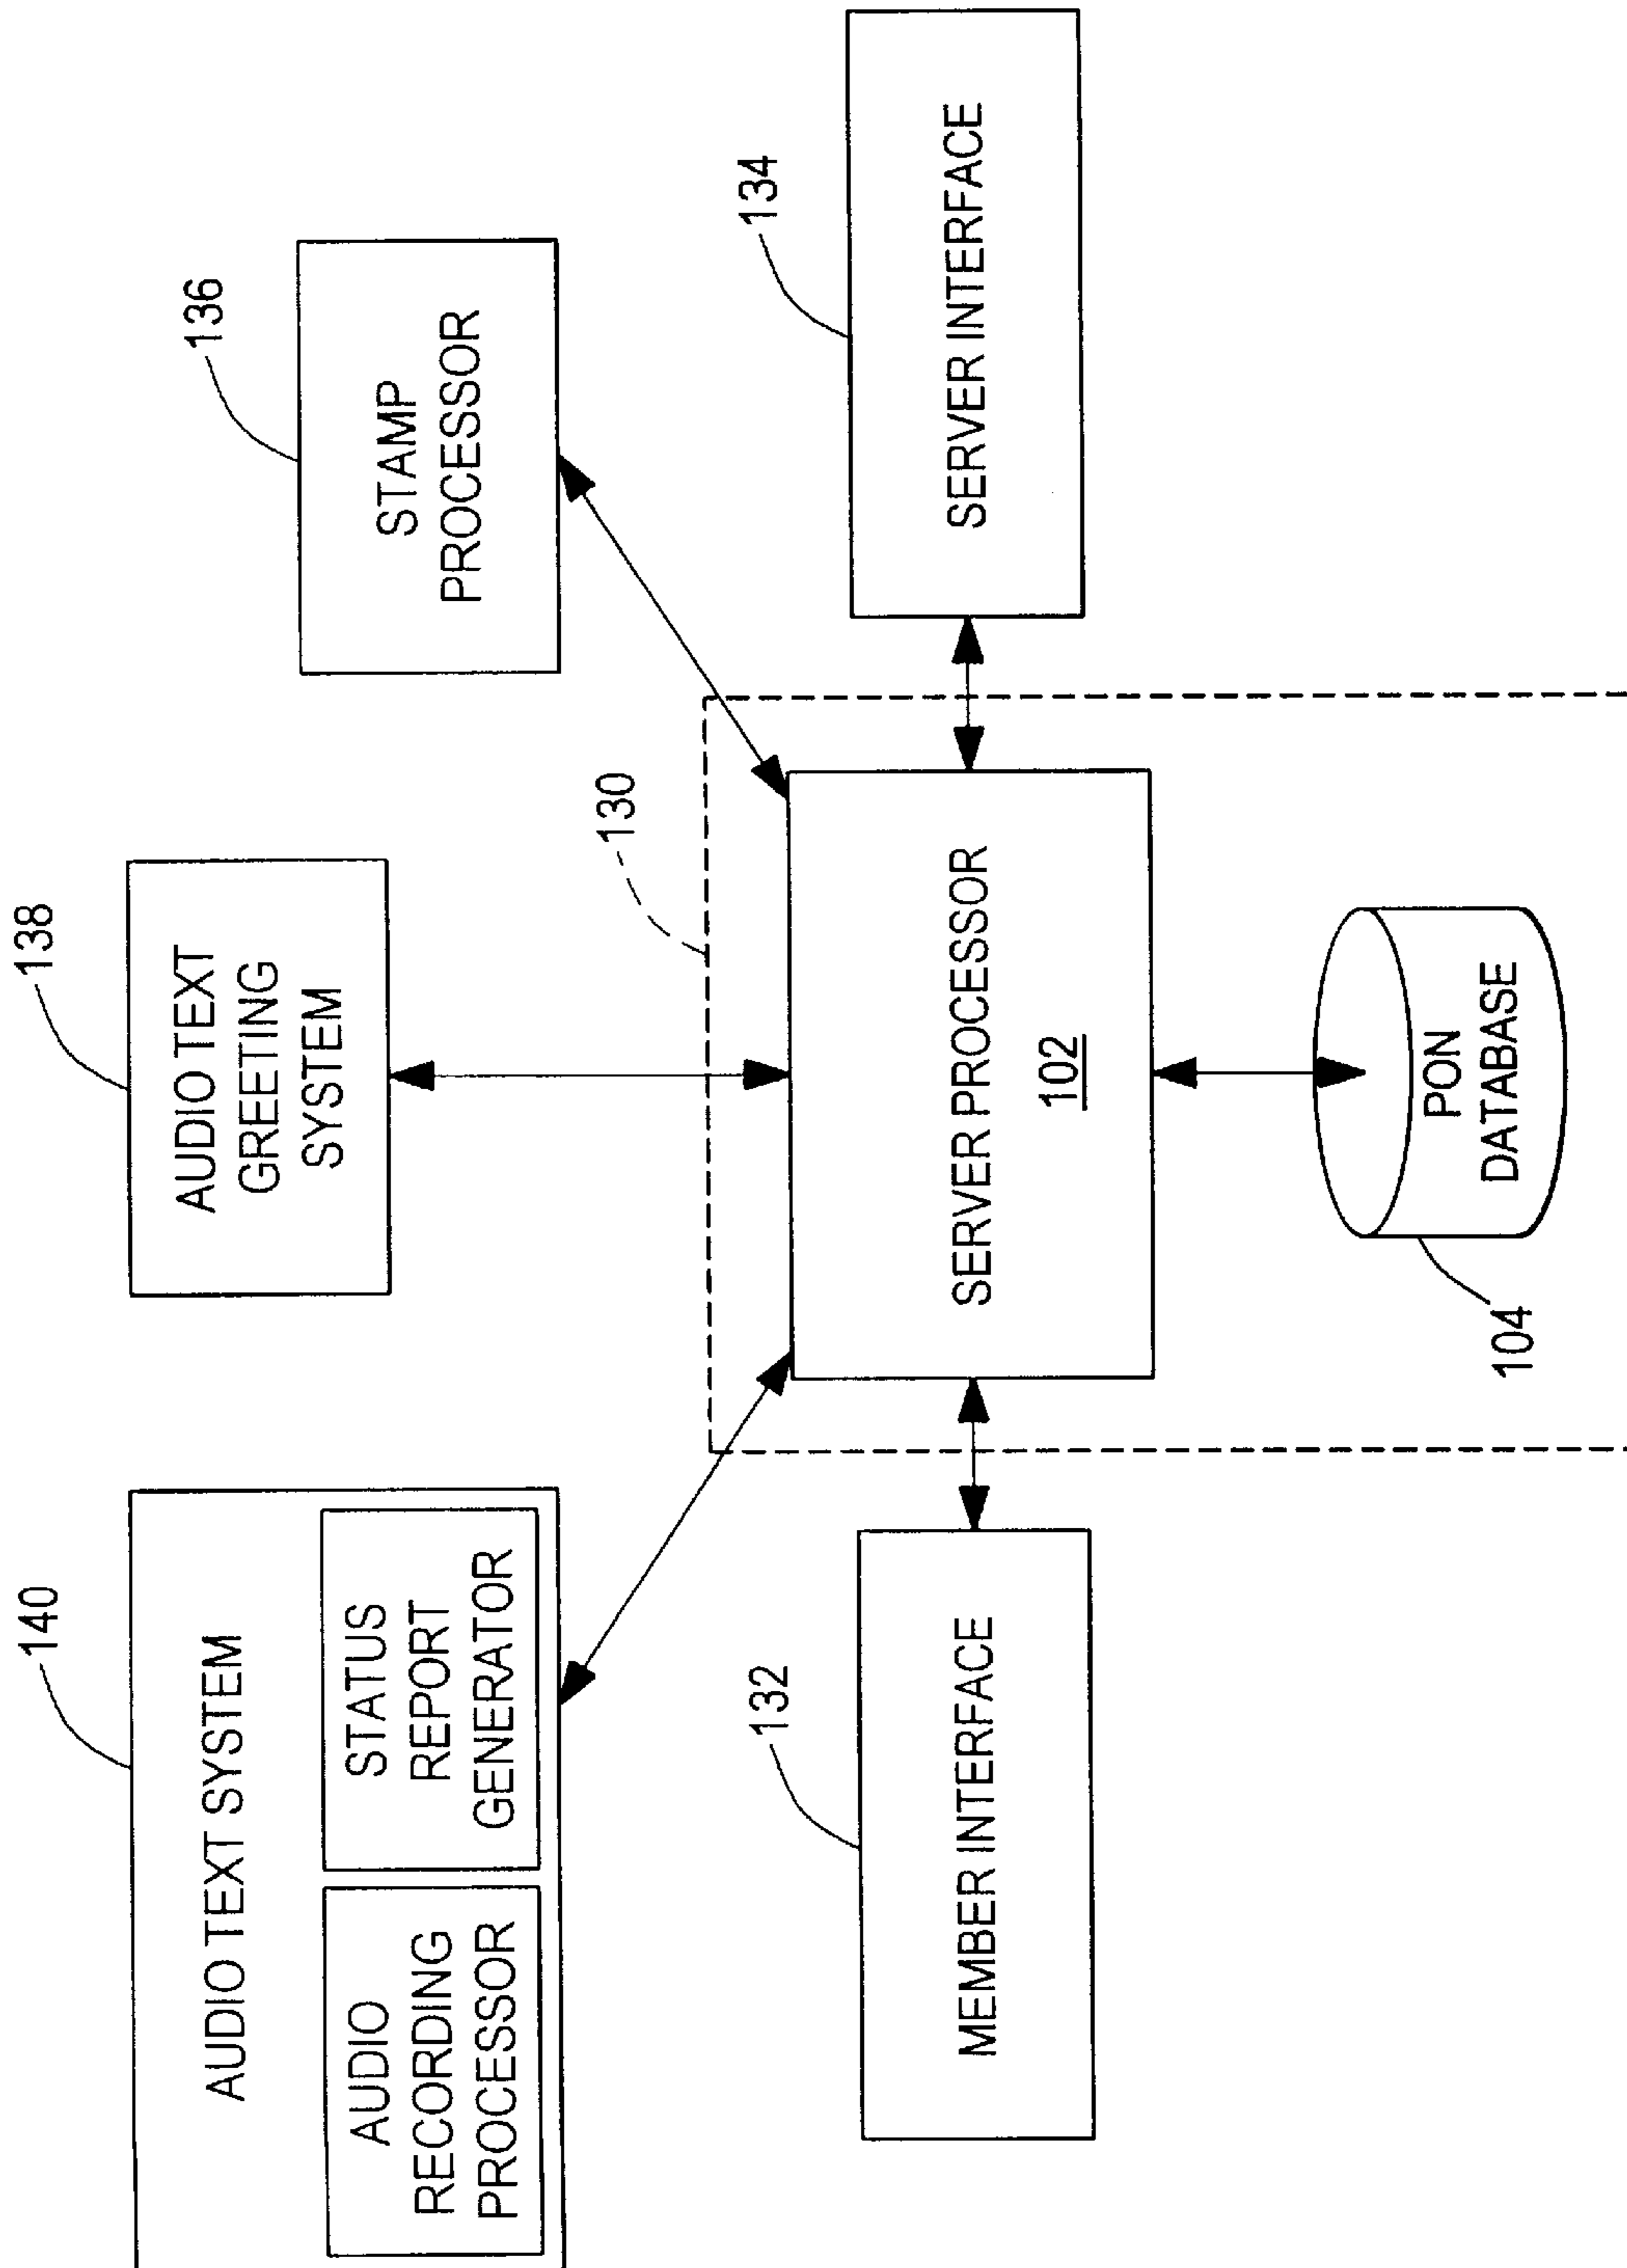 140
AUDIO TEXT SYSTEM
AUDIO
RECORDING
PROCESSOR
STATUS
REPORT
GENERATOR
138
AUDIO TEXT
GREETING
SYSTEM
136
STAMP
PROCESSOR
130
132
MEMBER INTERFACE
SERVER PROCESSOR
102
134
SERVER INTERFACE
104
PON
DATABASE